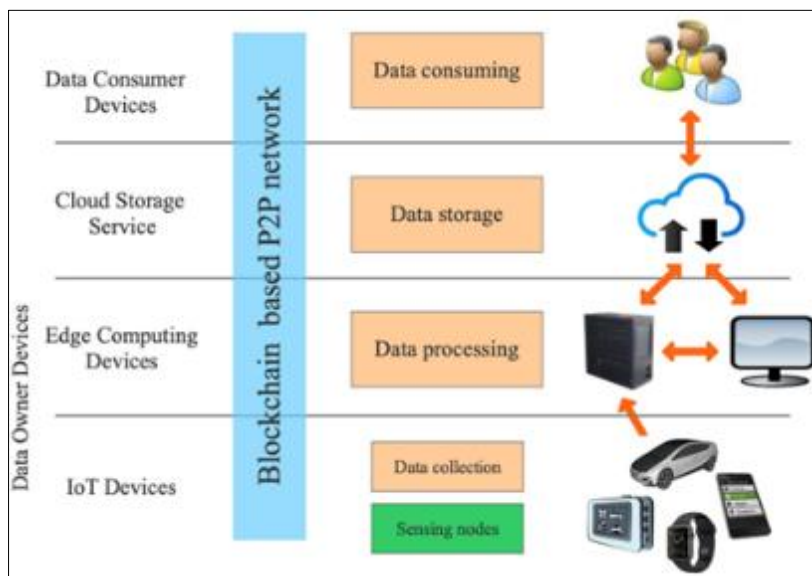 Data Consumer
Devices
Data consuming
Cloud Storage
Service
Data storage
Data Owner Devices
Edge Computing
Devices
Data processing
IoT Devices
Data collection
Sensing nodes
Blockchain based P2P network